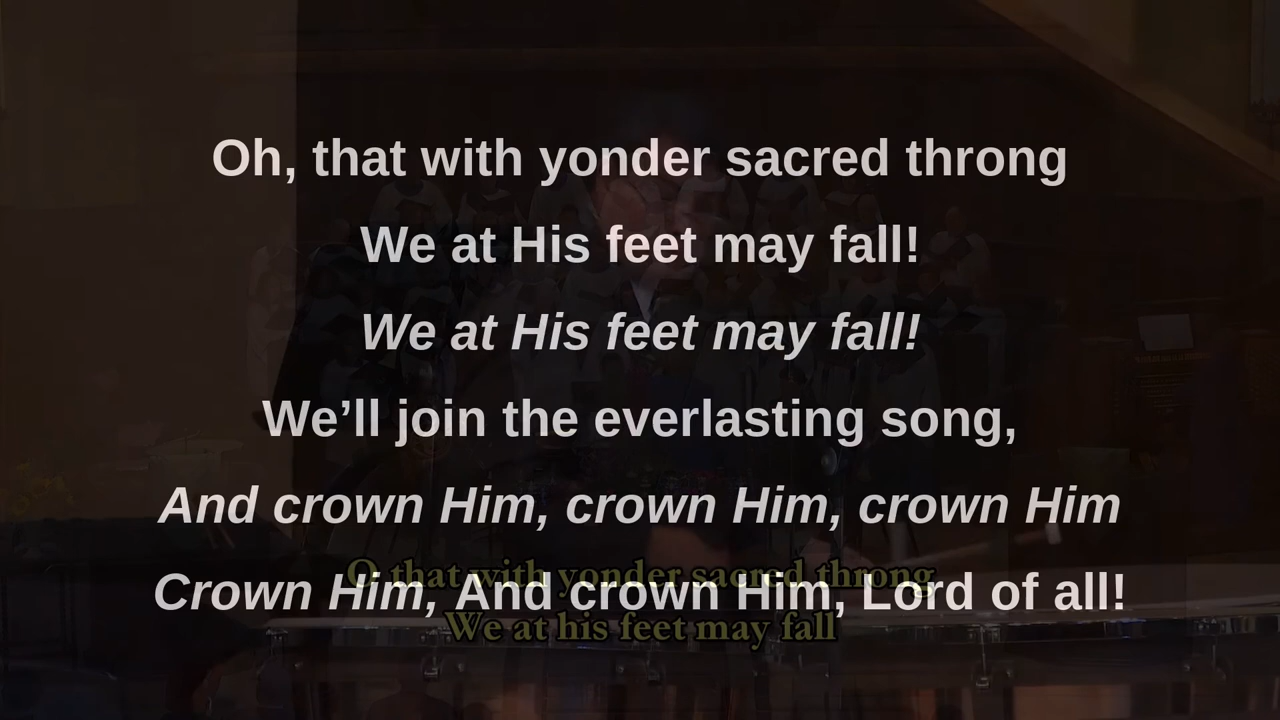 Oh, that with yonder sacred throng
We at His feet may fall!
We at His feet may fall!
We’ll join the everlasting song,
And crown Him, crown Him, crown Him
Crown Him, And crown Him, Lord of all!
O that with yonder sacred throng
We at his feet may fall